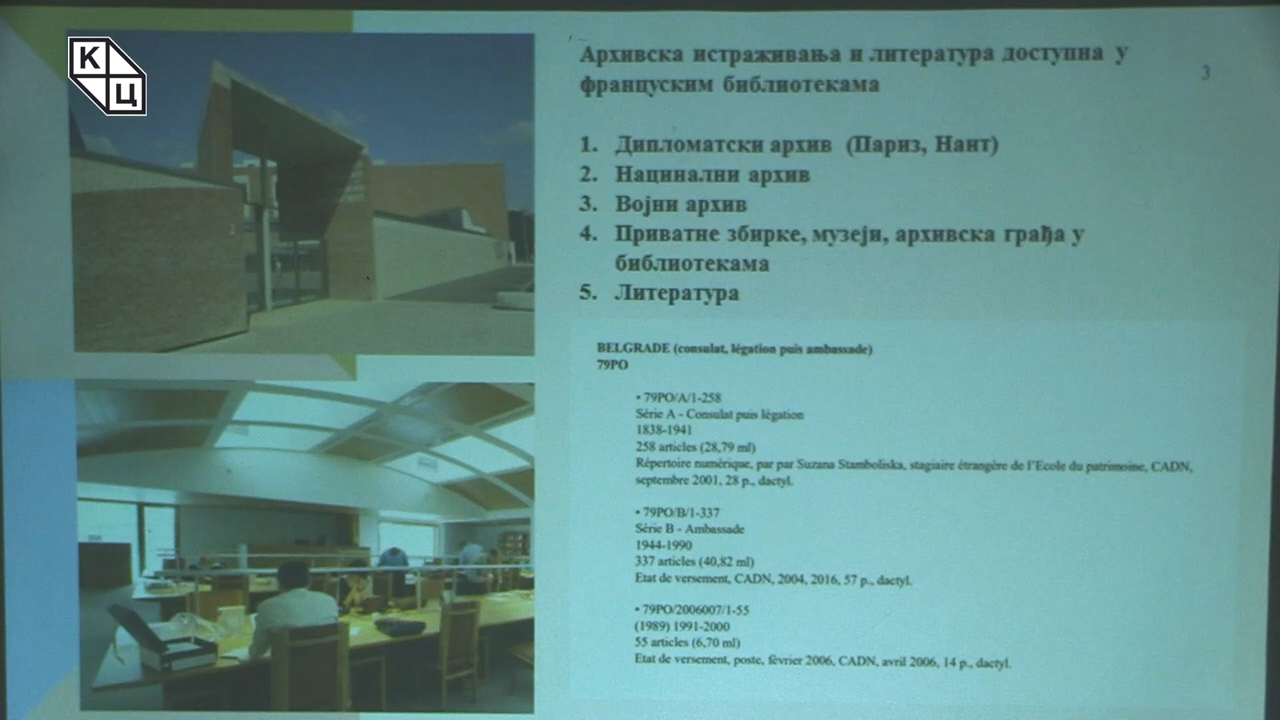 К
Ц
Архивска истраживања и литература доступна у
француским библиотекама
3
1. Дипломатски архив (Париз, Нант)
2. Нацинални архив
3. Војни архив
4. Приватне збирке, музеји, архивска грађа у
библиотекама
5. Литература
BELGRADE (consulat, légation puis ambassade)
79PO
• 79PO/A/1-258
Série A - Consulat puis légation
1838-1941
258 articles (28,79 ml)
Répertoire numérique, par par Suzana Stamboliska, stagiaire étrangère de l'Ecole du patrimoine, CADN,
septembre 2001, 28 p., dactyl.
• 79PO/B/1-337
Série B - Ambassade
1944-1990
337 articles (40,82 ml)
Etat de versement, CADN, 2004, 2016, 57 p., dactyl.
• 79PO/2006007/1-55
(1989) 1991-2000
55 articles (6,70 ml)
Etat de versement, poste, février 2006, CADN, avril 2006, 14 p., dactyl.